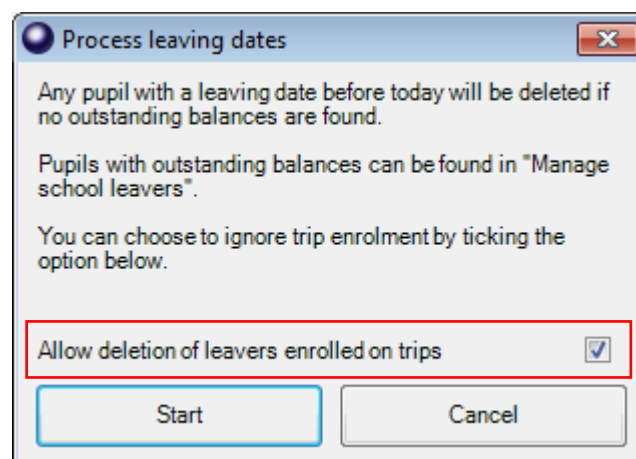 Process leaving dates
Any pupil with a leaving date before today will be deleted if
no outstanding balances are found.
Pupils with outstanding balances can be found in "Manage
school leavers".
You can choose to ignore trip enrolment by ticking the
option below.
Allow deletion of leavers enrolled on trips
Start
Cancel